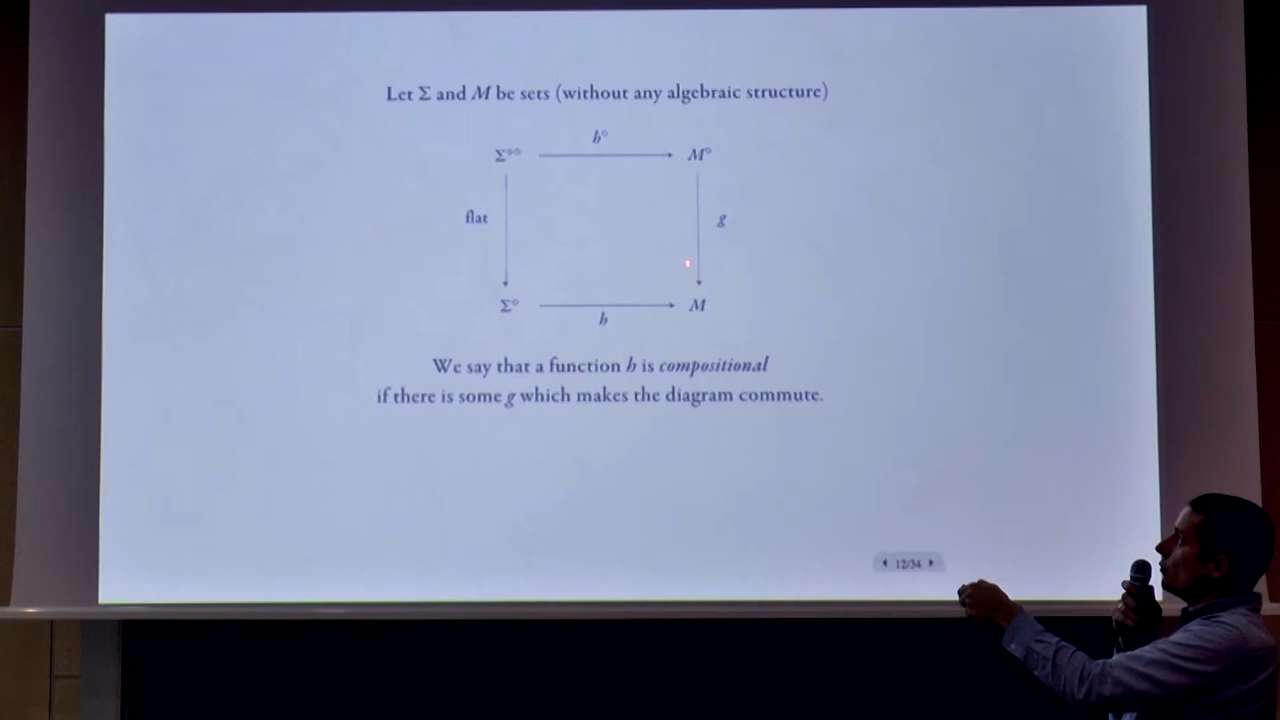 Let Σ and M be sets (without any algebraic structure)
h°
Σ°° M°
flat g
Σ° M
h
We say that a function h is compositional
if there is some g which makes the diagram commute.
12/34